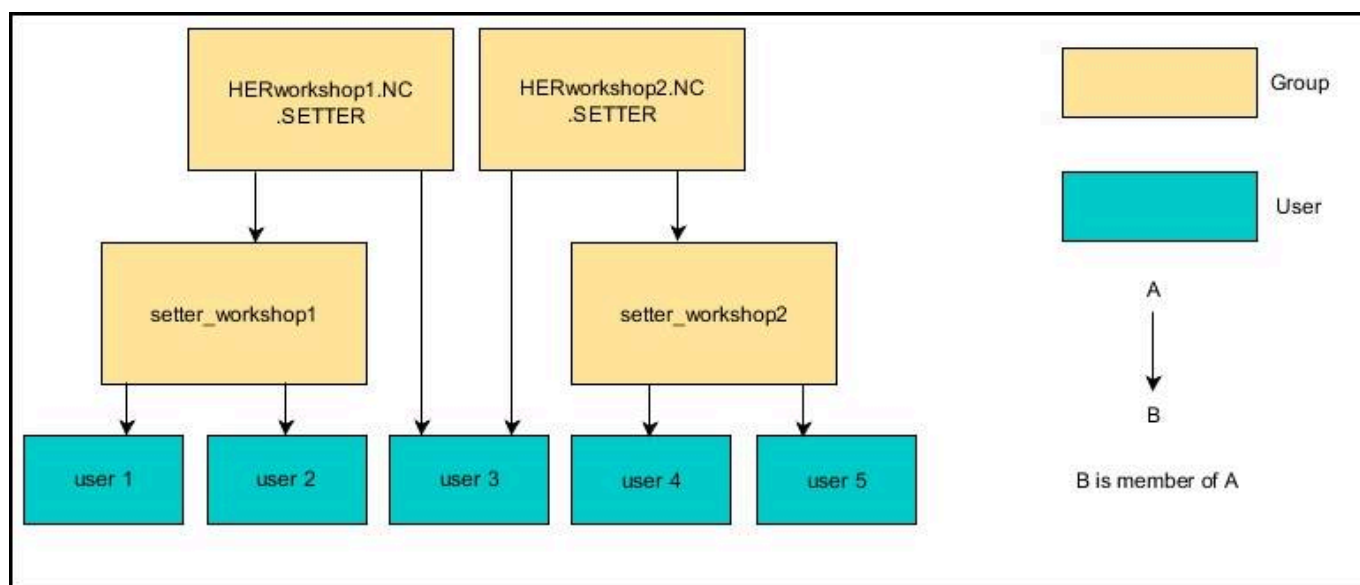 HERworkshop1.NC
.SETTER
HERworkshop2.NC
.SETTER
Group
User
setter_workshop1
setter_workshop2
A
B
user 1
user 2
user 3
user 4
user 5
B is member of A